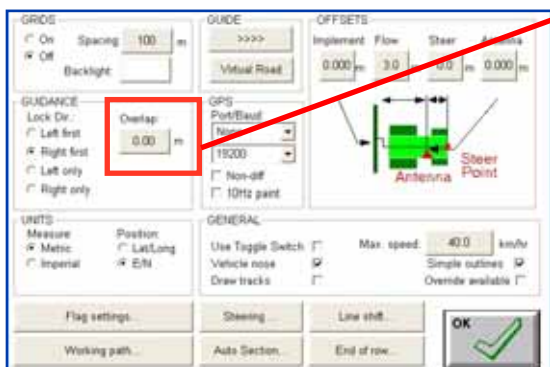 GRIDS
On Spacing 100 m
Off
Backlight:
GUIDE
>>>>
Virtual Road
OFFSETS
Implement Flow Steer Antenna
0.000 m 3.0 m 0.0 m 0.000 m
Steer
Antenna Point
GUIDANCE
Lock Dir.: Overlap
Left first 0.00 m
Right first
Left only
Right only
GPS
Port/Baud
None
19200
Non-diff
10Hz paint
UNITS
Measure Position
Metric Lat/Long
Imperial E/N
GENERAL
Use Toggle Switch Max. speed: 40.0 km/hr
Vehicle nose Simple outlines
Draw tracks Override available
Flag settings... Steering... Line shift...
Working path... Auto Section... End of row...
OK